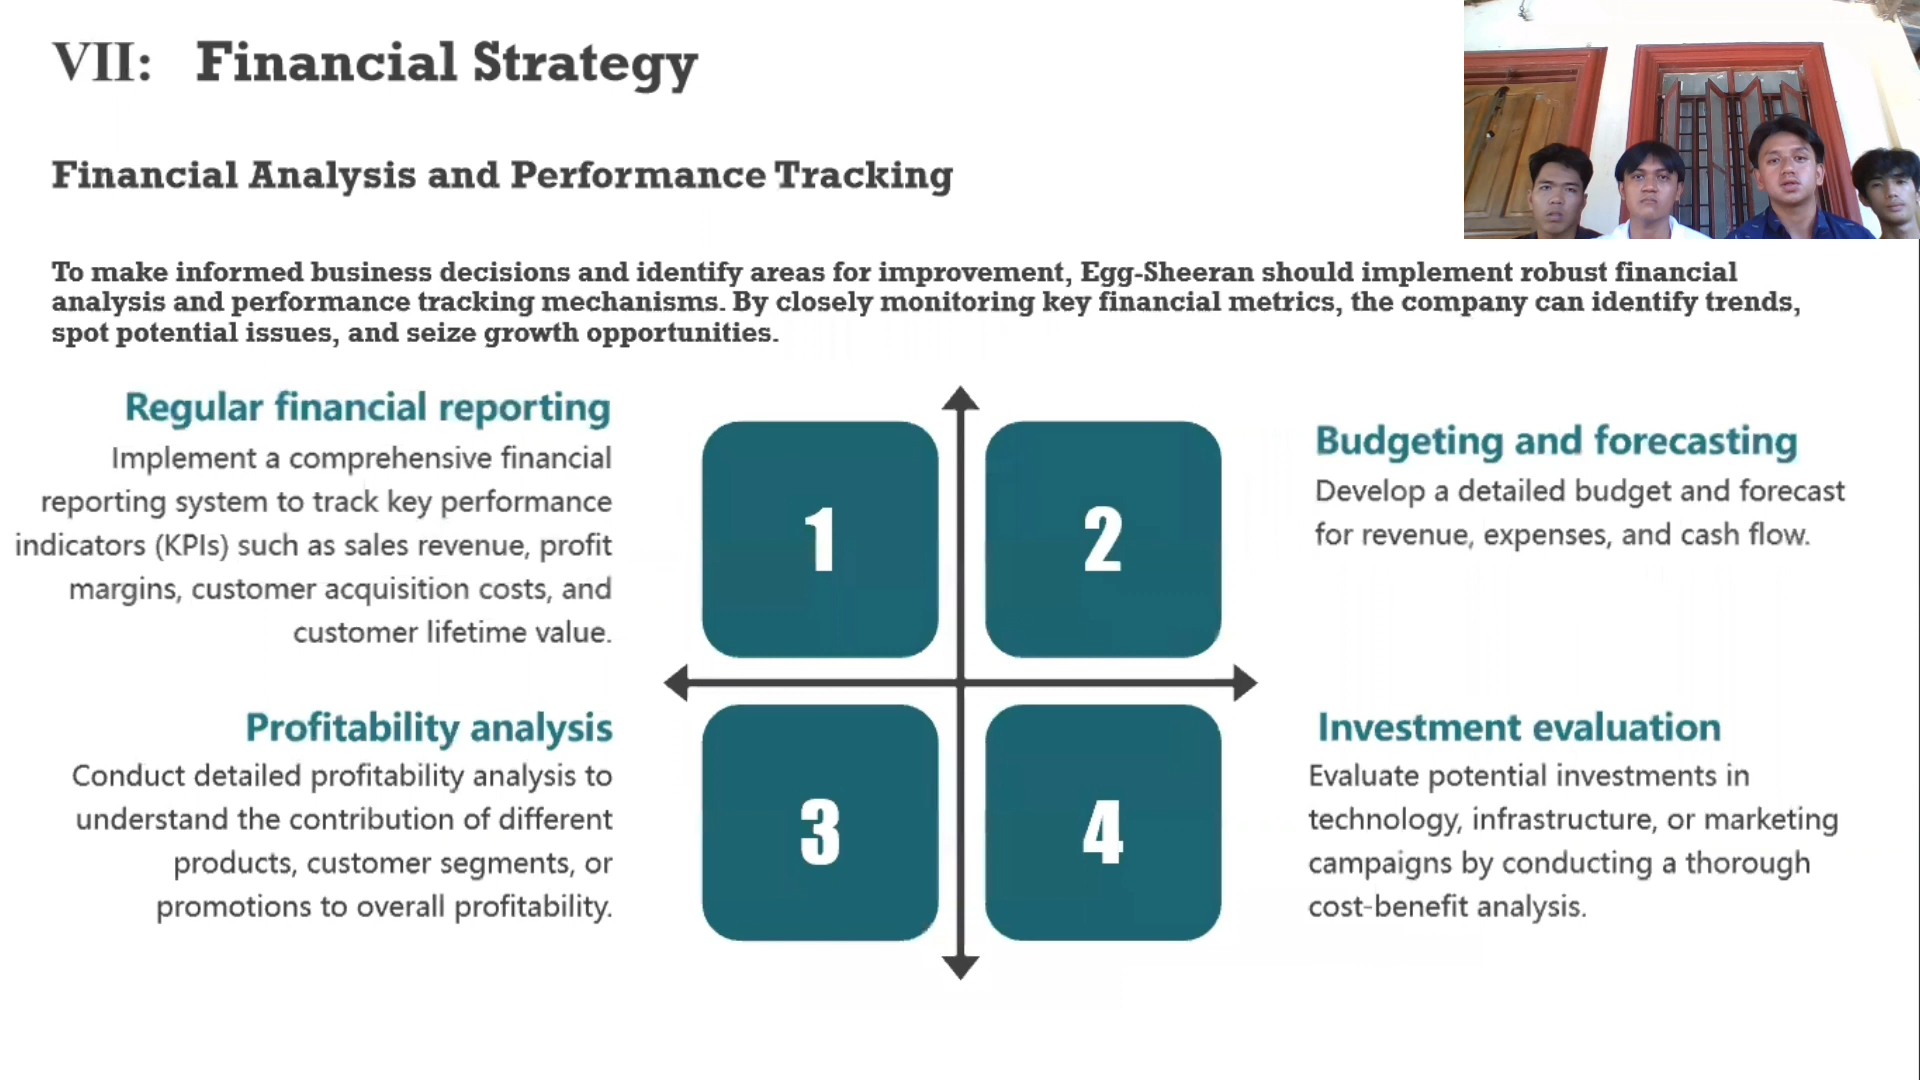 VII: Financial Strategy
Financial Analysis and Performance Tracking
To make informed business decisions and identify areas for improvement, Egg-Sheeran should implement robust financial
analysis and performance tracking mechanisms. By closely monitoring key financial metrics, the company can identify trends,
spot potential issues, and seize growth opportunities.
Regular financial reporting
Implement a comprehensive financial
reporting system to track key performance
indicators (KPIs) such as sales revenue, profit
margins, customer acquisition costs, and
customer lifetime value.
1
2
Budgeting and forecasting
Develop a detailed budget and forecast
for revenue, expenses, and cash flow.
Profitability analysis
Conduct detailed profitability analysis to
understand the contribution of different
products, customer segments, or
promotions to overall profitability.
3
4
Investment evaluation
Evaluate potential investments in
technology, infrastructure, or marketing
campaigns by conducting a thorough
cost-benefit analysis.